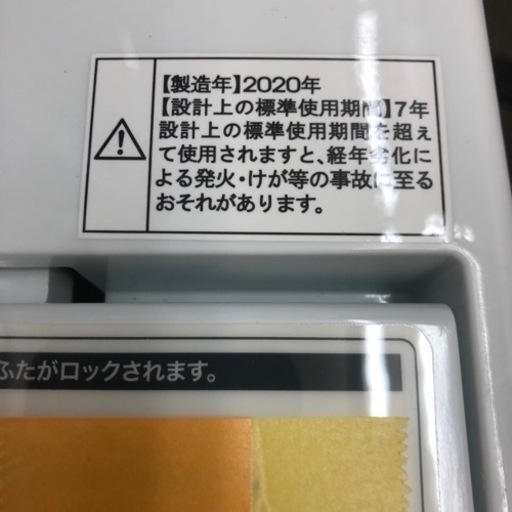 【製造年】2020年
【設計上の標準使用期間】7年
設計上の標準使用期間を超え
て使用されますと、経年劣化に
よる発火・けが等の事故に至る
おそれがあります。
ふたがロックされます。